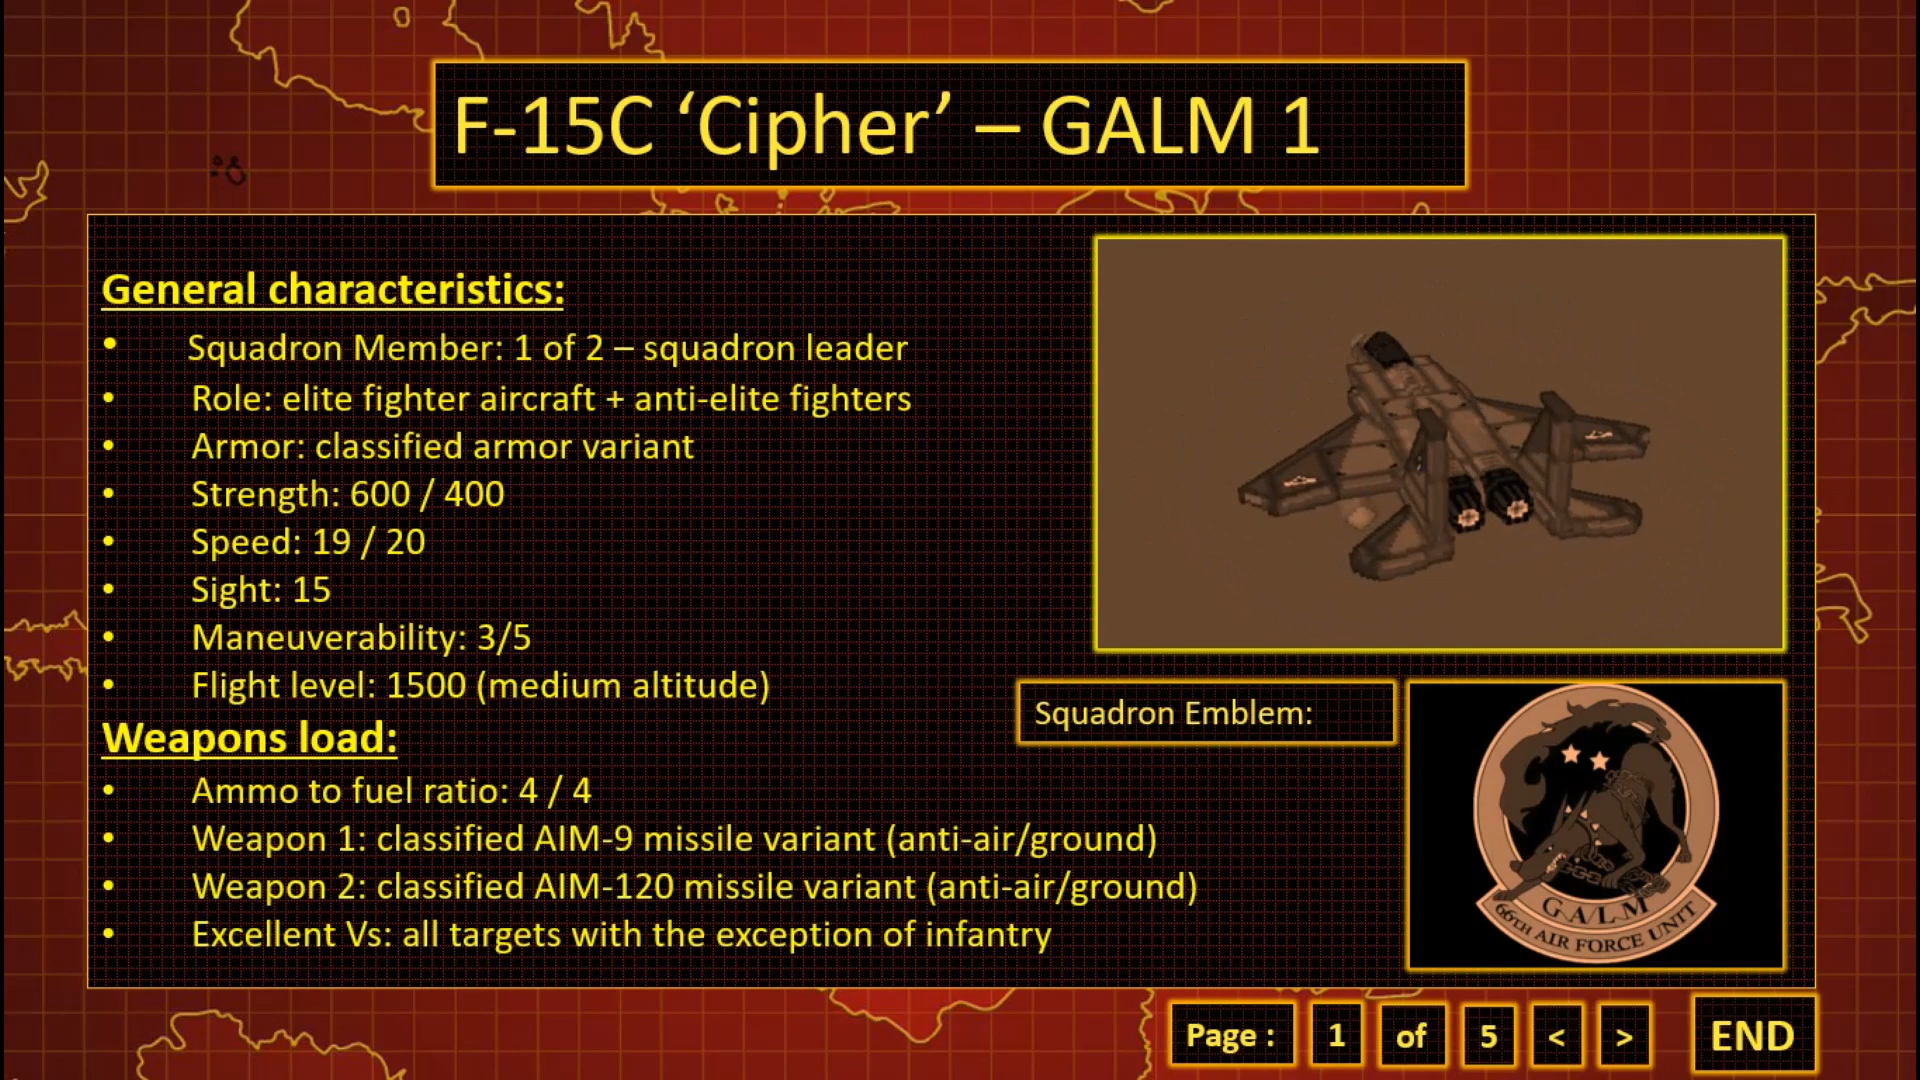 F-15C ‘Cipher’ – GALM 1
General characteristics:
• Squadron Member: 1 of 2 – squadron leader
• Role: elite fighter aircraft + anti-elite fighters
• Armor: classified armor variant
• Strength: 600 / 400
• Speed: 19 / 20
• Sight: 15
• Maneuverability: 3/5
• Flight level: 1500 (medium altitude)
Weapons load:
• Ammo to fuel ratio: 4 / 4
• Weapon 1: classified AIM-9 missile variant (anti-air/ground)
• Weapon 2: classified AIM-120 missile variant (anti-air/ground)
• Excellent Vs: all targets with the exception of infantry
Squadron Emblem:
GALM
66TH AIR FORCE UNIT
Page : 1 of 5 < > END